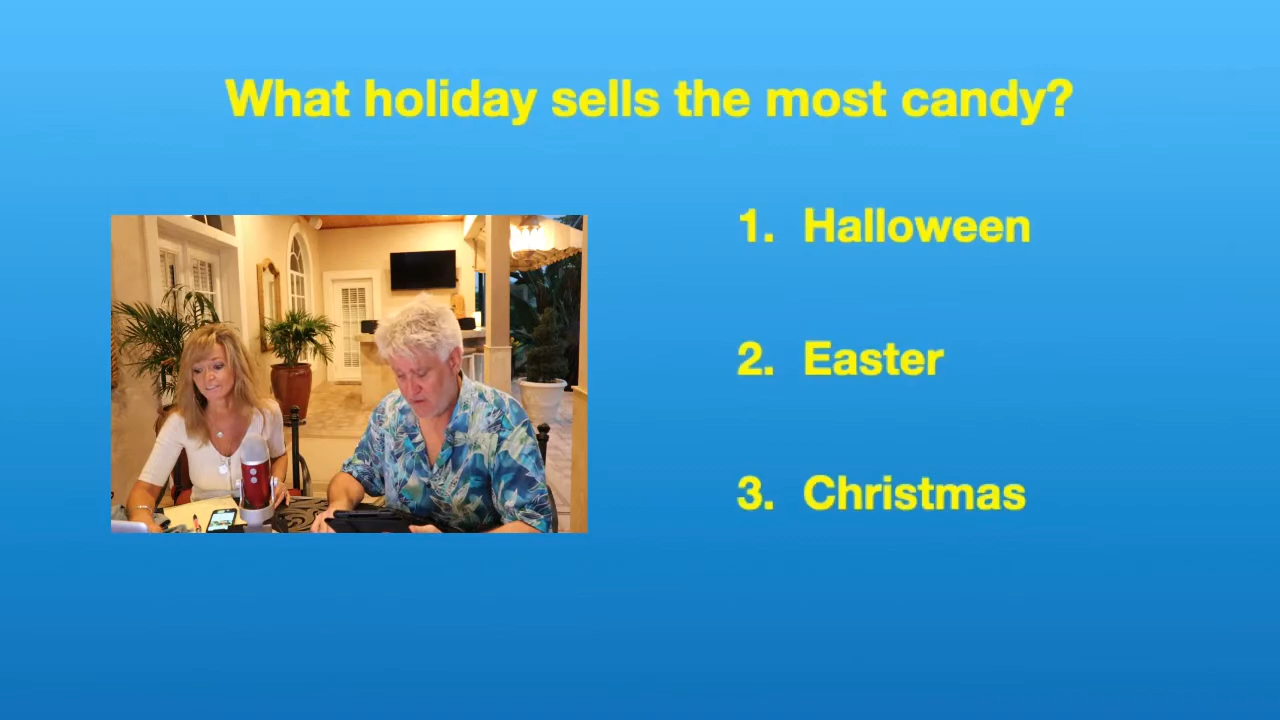 What holiday sells the most candy?
1. Halloween
2. Easter
3. Christmas